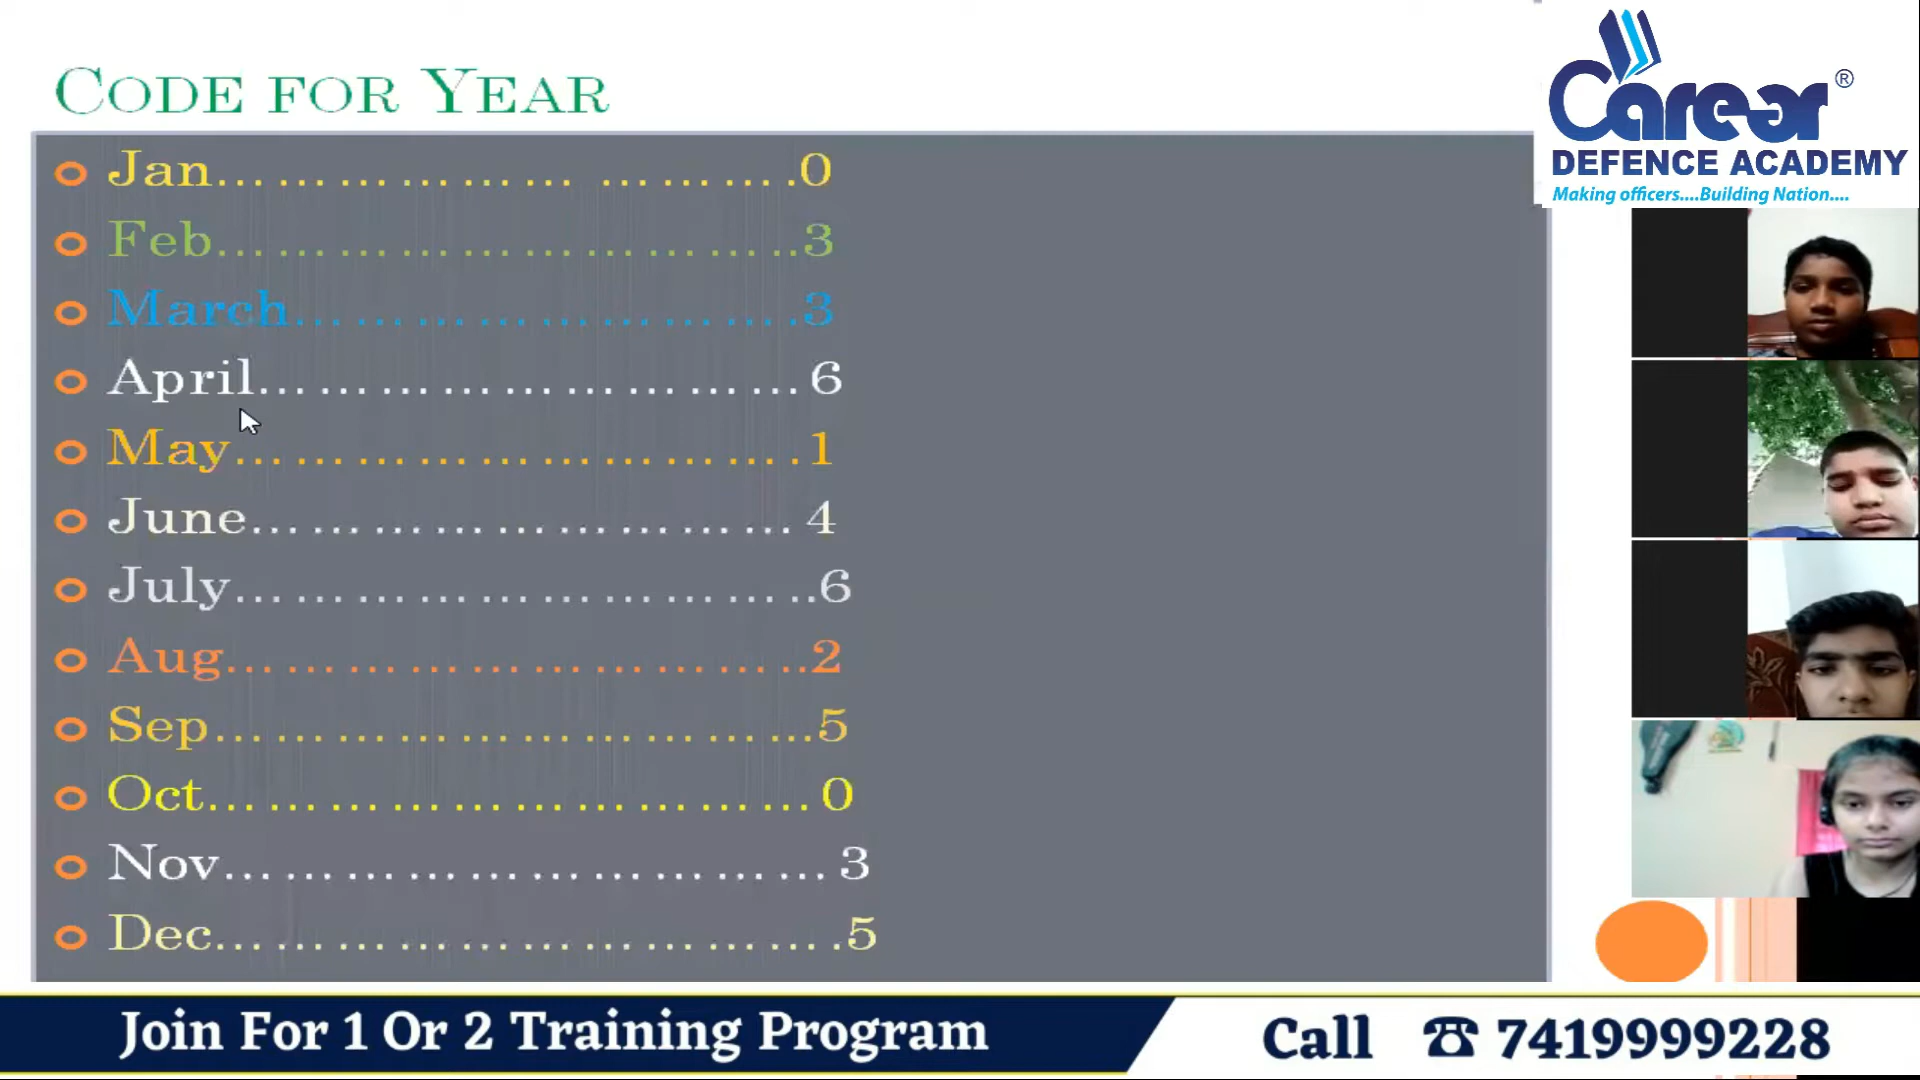 CODE FOR YEAR
Jan........................... ..........0
Feb.......................................3
March..................................3
April.................................... 6
May......................................1
June..................................... 4
July......................................6
Aug.......................................2
Sep.......................................5
Oct....................................... 0
Nov....................................... 3
Dec.......................................5
Career®
DEFENCE ACADEMY
Making officers....Building Nation....
Join For 1 Or 2 Training Program
Call ☎ 7419999228